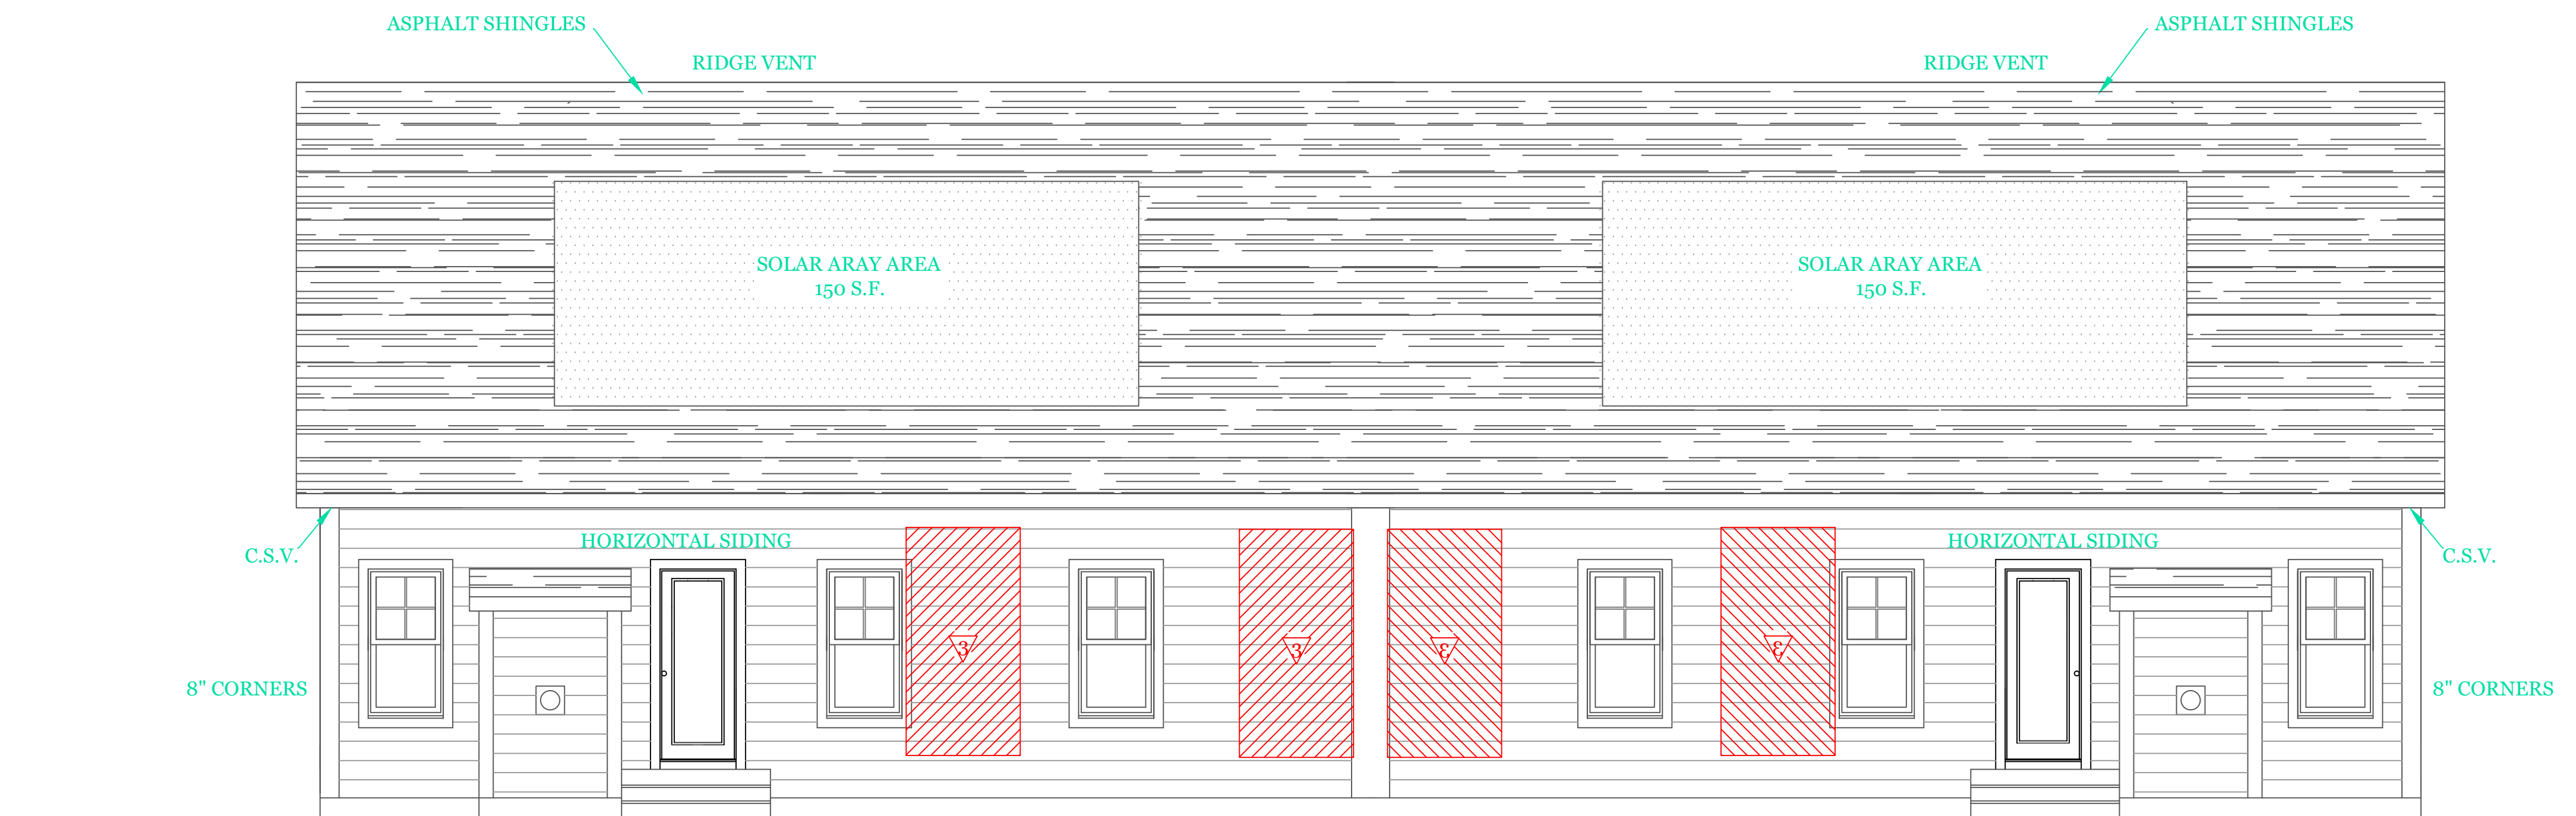 ASPHALT SHINGLES
ASPHALT SHINGLES
RIDGE VENT
RIDGE VENT
SOLAR ARAY AREA
150 S.F.
SOLAR ARAY AREA
150 S.F.
HORIZONTAL SIDING
HORIZONTAL SIDING
C.S.V.
C.S.V.
3
3
3
3
8" CORNERS
8" CORNERS